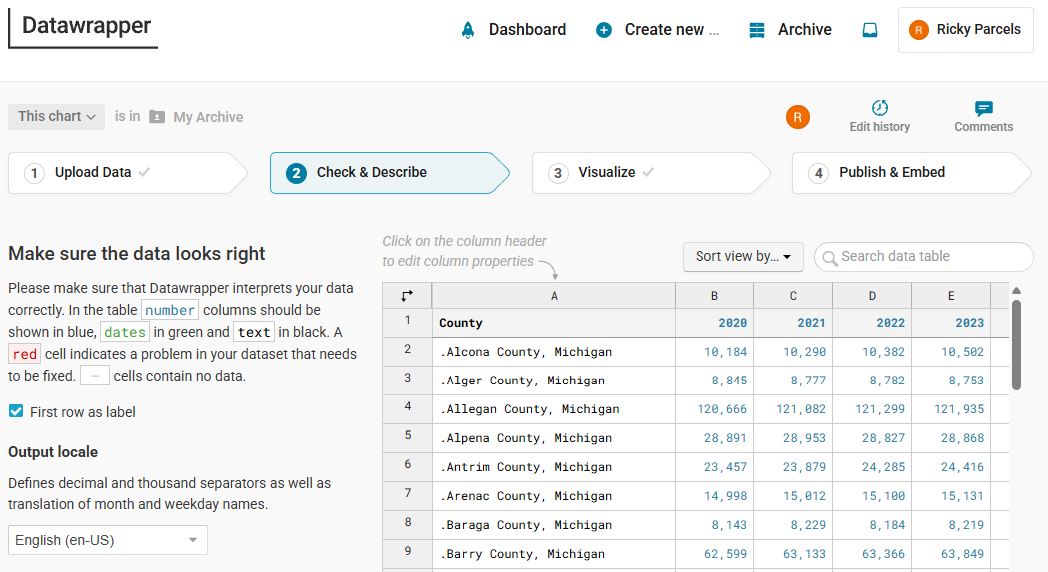 Datawrapper
Dashboard
Create new ...
Archive
R Ricky Parcels
This chart is in My Archive
R
Edit history
Comments
1 Upload Data
2 Check & Describe
3 Visualize
4 Publish & Embed
Make sure the data looks right
Please make sure that Datawrapper interprets your data
correctly. In the table number columns should be
shown in blue, dates in green and text in black. A
red cell indicates a problem in your dataset that needs
to be fixed. – cells contain no data.
First row as label
Output locale
Defines decimal and thousand separators as well as
translation of month and weekday names.
English (en-US)
Click on the column header
to edit column properties
Sort view by...
Search data table
A B C D E
1 County 2020 2021 2022 2023
2 .Alcona County, Michigan 10,184 10,290 10,382 10,502
3 .Alger County, Michigan 8,845 8,777 8,782 8,753
4 .Allegan County, Michigan 120,666 121,082 121,299 121,935
5 .Alpena County, Michigan 28,891 28,953 28,827 28,868
6 .Antrim County, Michigan 23,457 23,879 24,285 24,416
7 .Arenac County, Michigan 14,998 15,012 15,100 15,131
8 .Baraga County, Michigan 8,143 8,229 8,184 8,219
9 .Barry County, Michigan 62,599 63,133 63,366 63,849